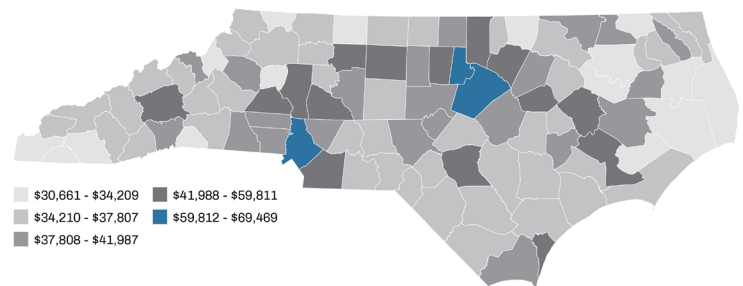 $30,661 - $34,209
$34,210 - $37,807
$37,808 - $41,987
$41,988 - $59,811
$59,812 - $69,469